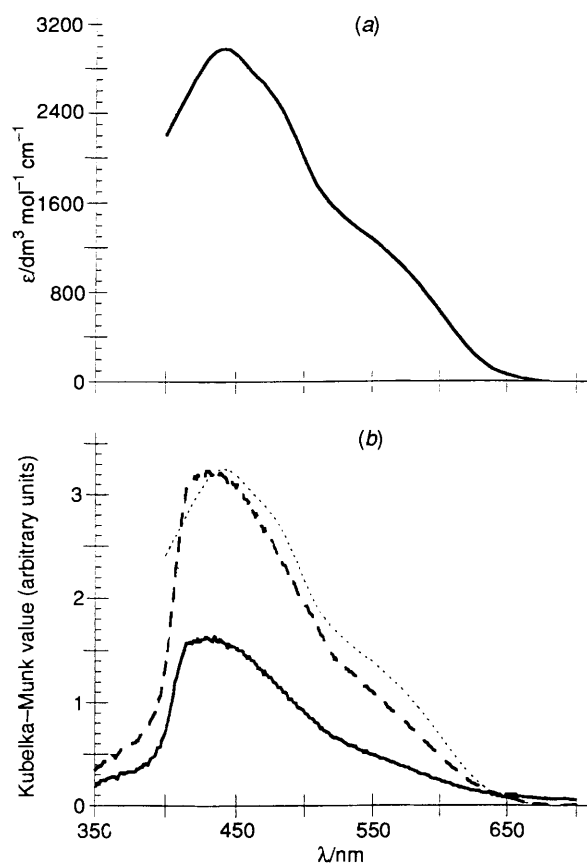 (a)
3200
2400
1600
800
0
ε/dm³ mol⁻¹ cm⁻¹
(b)
3
2
1
0
Kubelka–Munk value (arbitrary units)
350 450 550 650
λ/nm